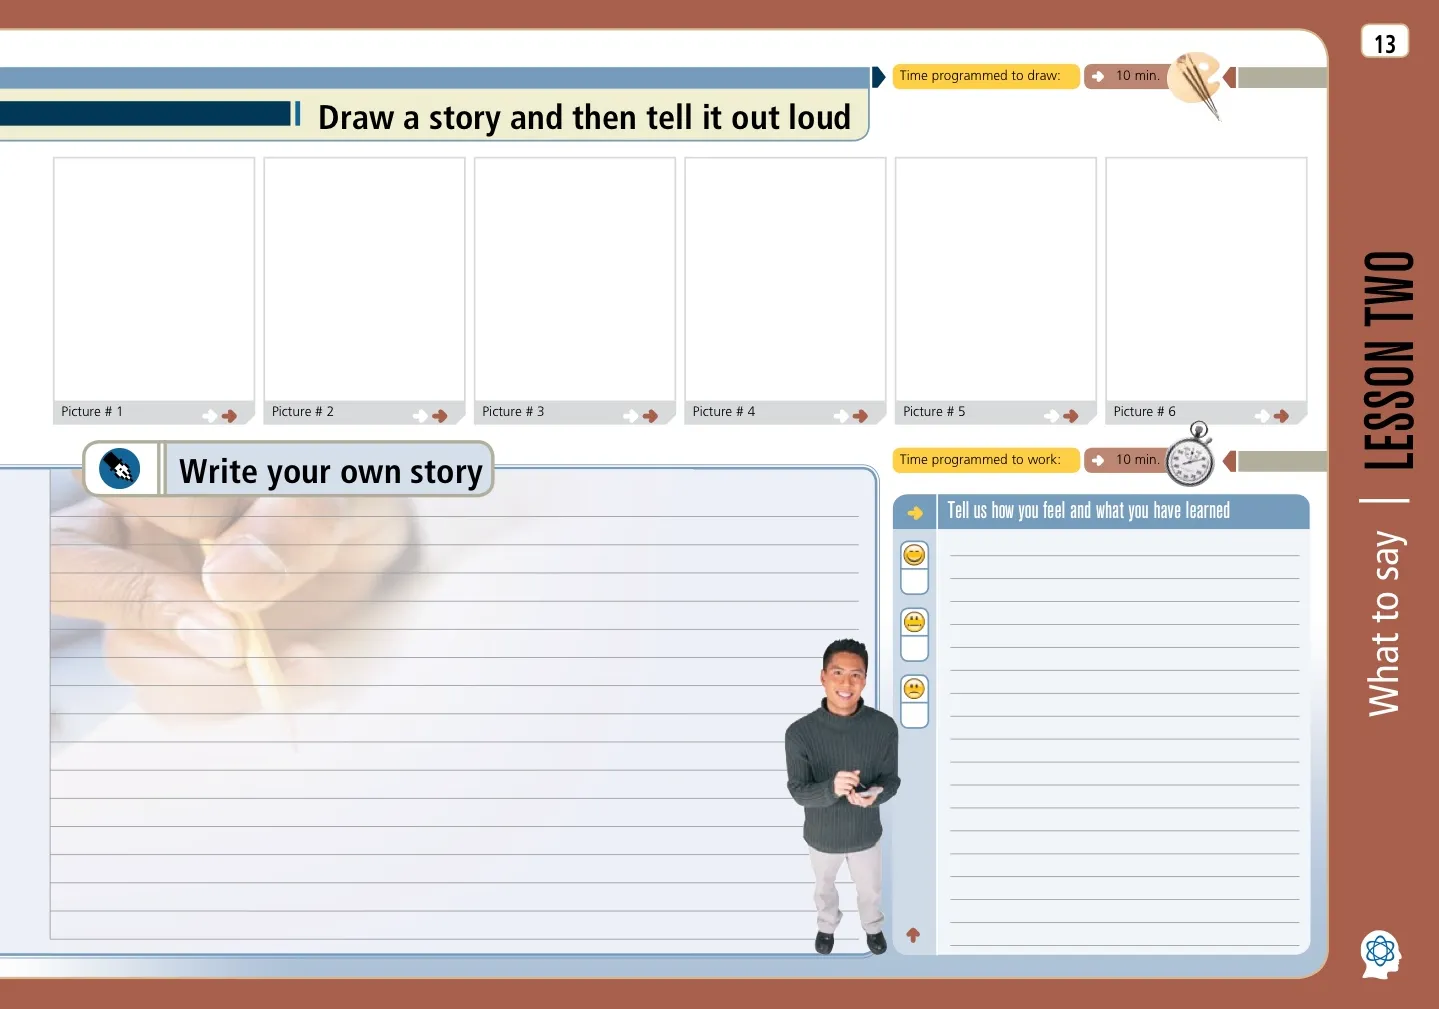 13
Time programmed to draw:
10 min.
Draw a story and then tell it out loud
Picture # 1
Picture # 2
Picture # 3
Picture # 4
Picture # 5
Picture # 6
Write your own story
Time programmed to work:
10 min.
Tell us how you feel and what you have learned
What to say | LESSON TWO